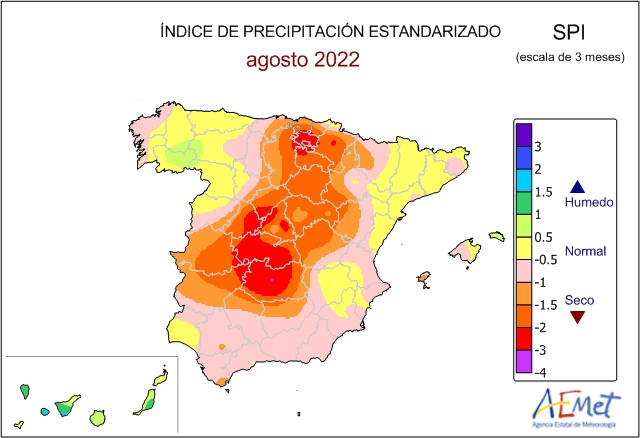 ÍNDICE DE PRECIPITACIÓN ESTANDARIZADO
SPI
agosto 2022
(escala de 3 meses)
3
2
1.5
Humedo
1
0.5
Normal
-0.5
-1
Seco
-1.5
-2
-3
-4
AEMet
Agencia Estatal de Meteorología